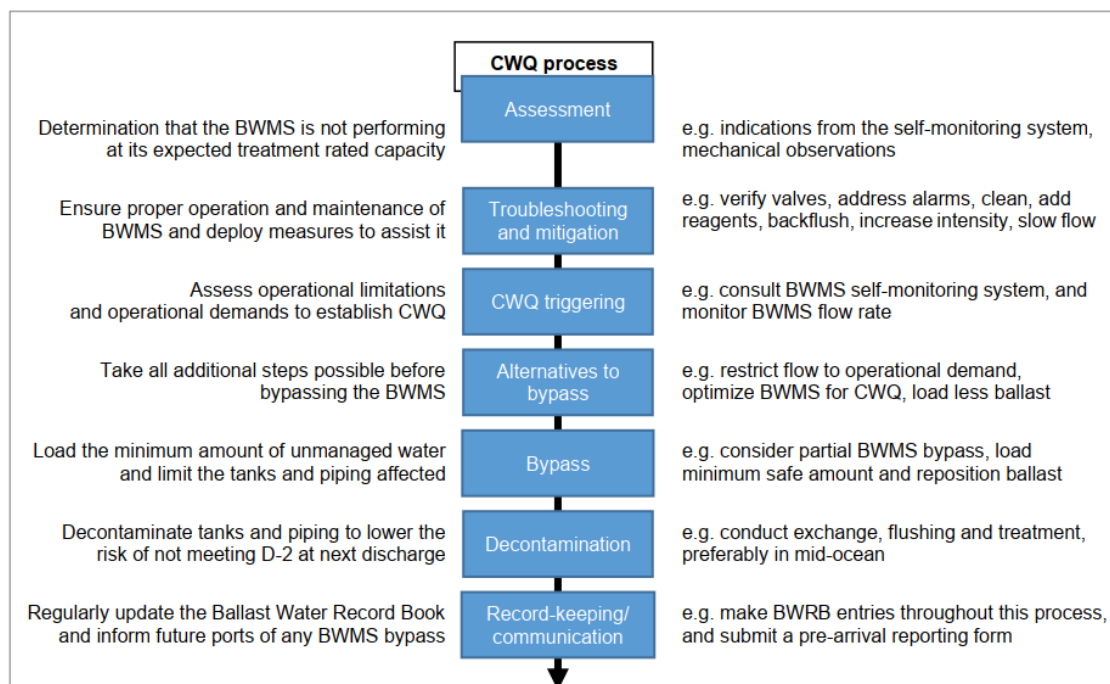 CWQ process
Assessment
Determination that the BWMS is not performing
at its expected treatment rated capacity
e.g. indications from the self-monitoring system,
mechanical observations
Ensure proper operation and maintenance of
BWMS and deploy measures to assist it
Troubleshooting
and mitigation
e.g. verify valves, address alarms, clean, add
reagents, backflush, increase intensity, slow flow
Assess operational limitations
and operational demands to establish CWQ
CWQ triggering
e.g. consult BWMS self-monitoring system, and
monitor BWMS flow rate
Take all additional steps possible before
bypassing the BWMS
Alternatives to
bypass
e.g. restrict flow to operational demand,
optimize BWMS for CWQ, load less ballast
Load the minimum amount of unmanaged water
and limit the tanks and piping affected
Bypass
e.g. consider partial BWMS bypass, load
minimum safe amount and reposition ballast
Decontaminate tanks and piping to lower the
risk of not meeting D-2 at next discharge
Decontamination
e.g. conduct exchange, flushing and treatment,
preferably in mid-ocean
Regularly update the Ballast Water Record Book
and inform future ports of any BWMS bypass
Record-keeping/
communication
e.g. make BWRB entries throughout this process,
and submit a pre-arrival reporting form